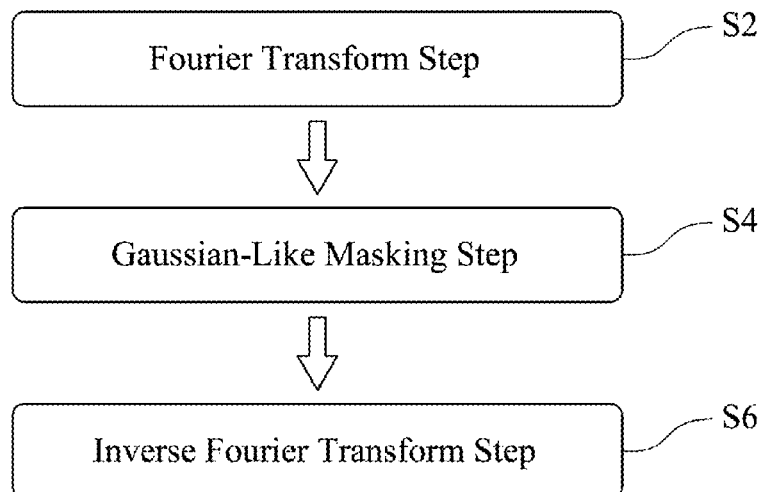 Fourier Transform Step
S2
Gaussian-Like Masking Step
S4
Inverse Fourier Transform Step
S6